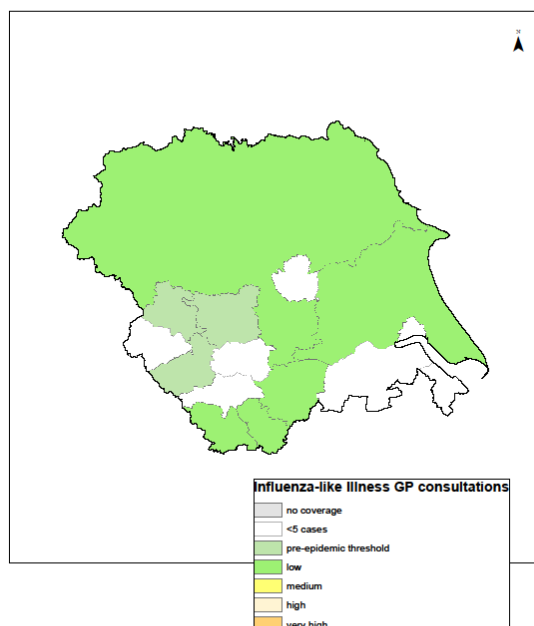 N
Influenza-like Illness GP consultations
no coverage
<5 cases
pre-epidemic threshold
low
medium
high
very high